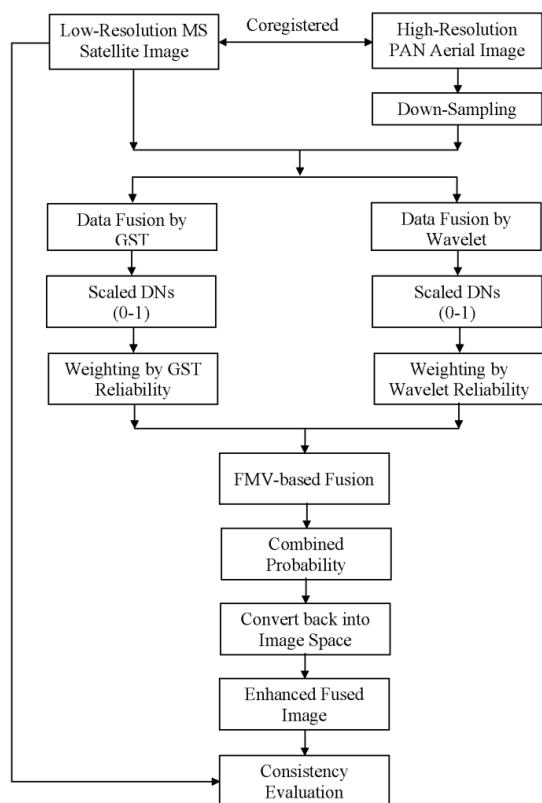 Low-Resolution MS
Satellite Image
Coregistered
High-Resolution
PAN Aerial Image
Down-Sampling
Data Fusion by
GST
Data Fusion by
Wavelet
Scaled DNs
(0-1)
Scaled DNs
(0-1)
Weighting by GST
Reliability
Weighting by
Wavelet Reliability
FMV-based Fusion
Combined
Probability
Convert back into
Image Space
Enhanced Fused
Image
Consistency
Evaluation